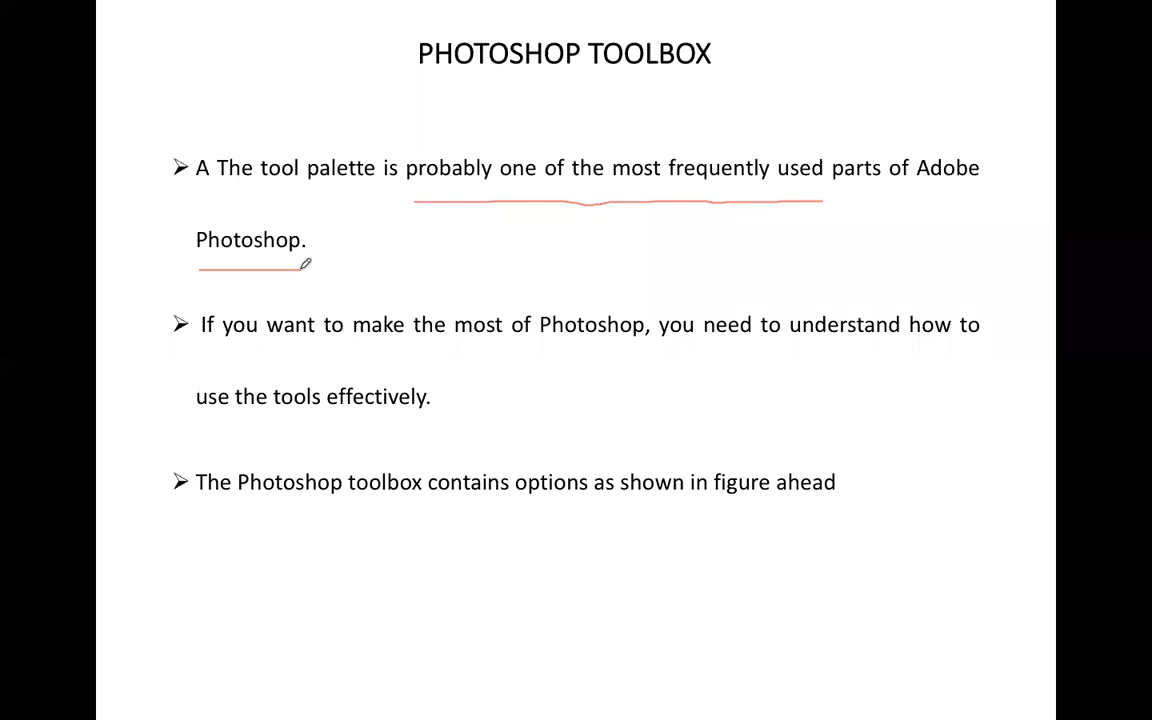 PHOTOSHOP TOOLBOX
➢ A The tool palette is probably one of the most frequently used parts of Adobe
Photoshop.
➢ If you want to make the most of Photoshop, you need to understand how to
use the tools effectively.
➢ The Photoshop toolbox contains options as shown in figure ahead